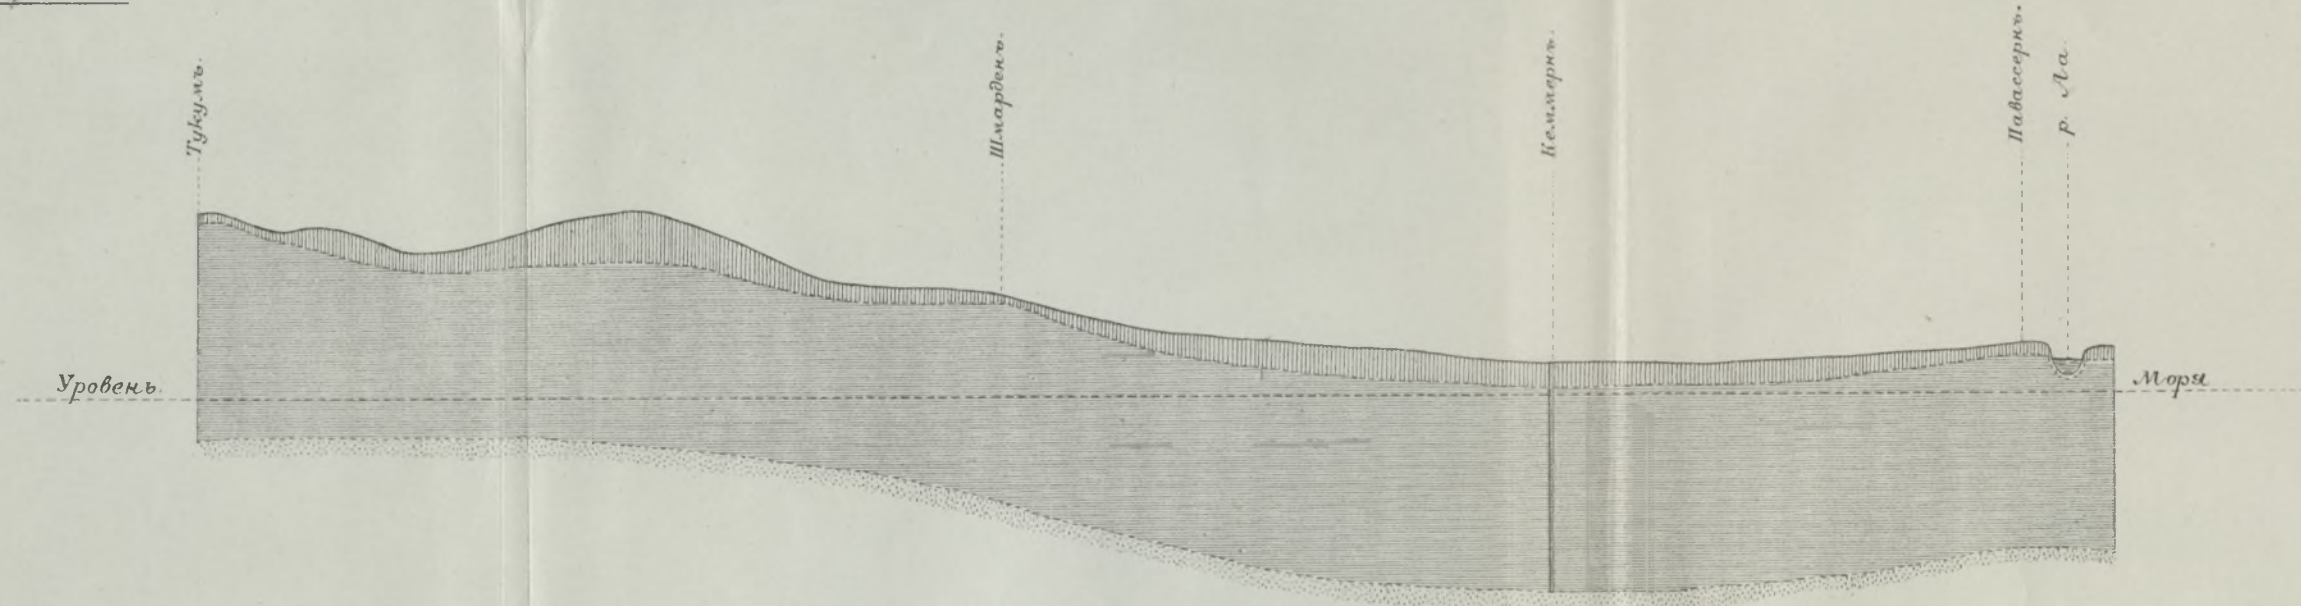 Тукумъ.
Шмарденъ.
Кеммернъ.
Павассернъ.
р. Аа.
Уровень
Моря